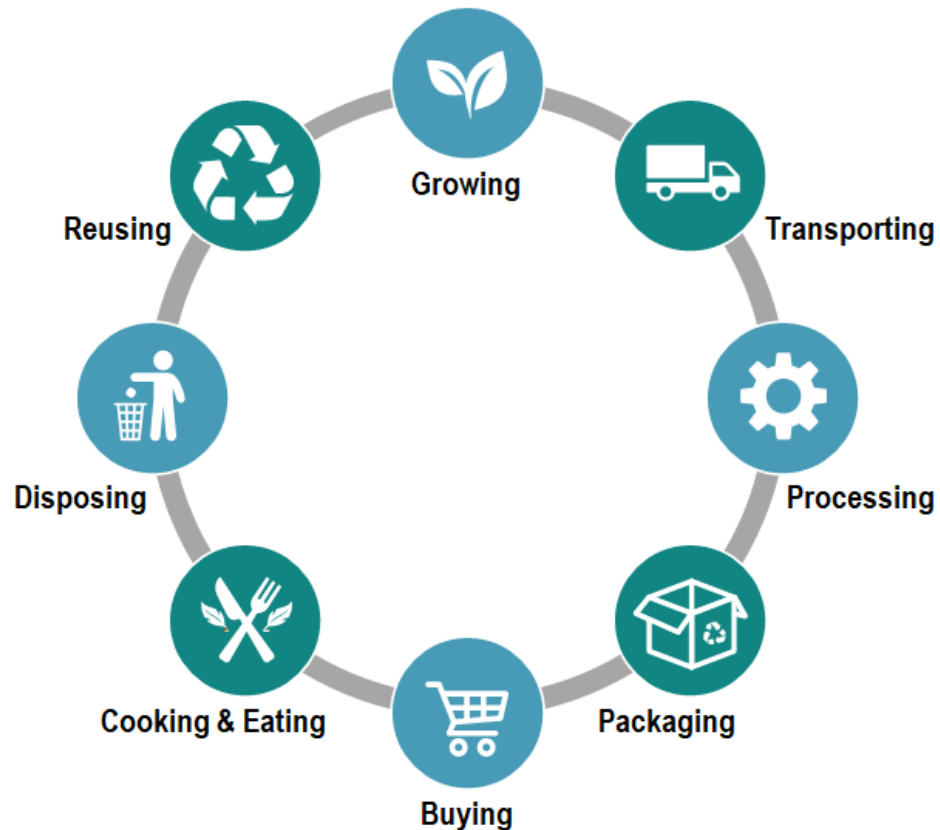 Growing
Transporting
Processing
Packaging
Buying
Cooking & Eating
Disposing
Reusing